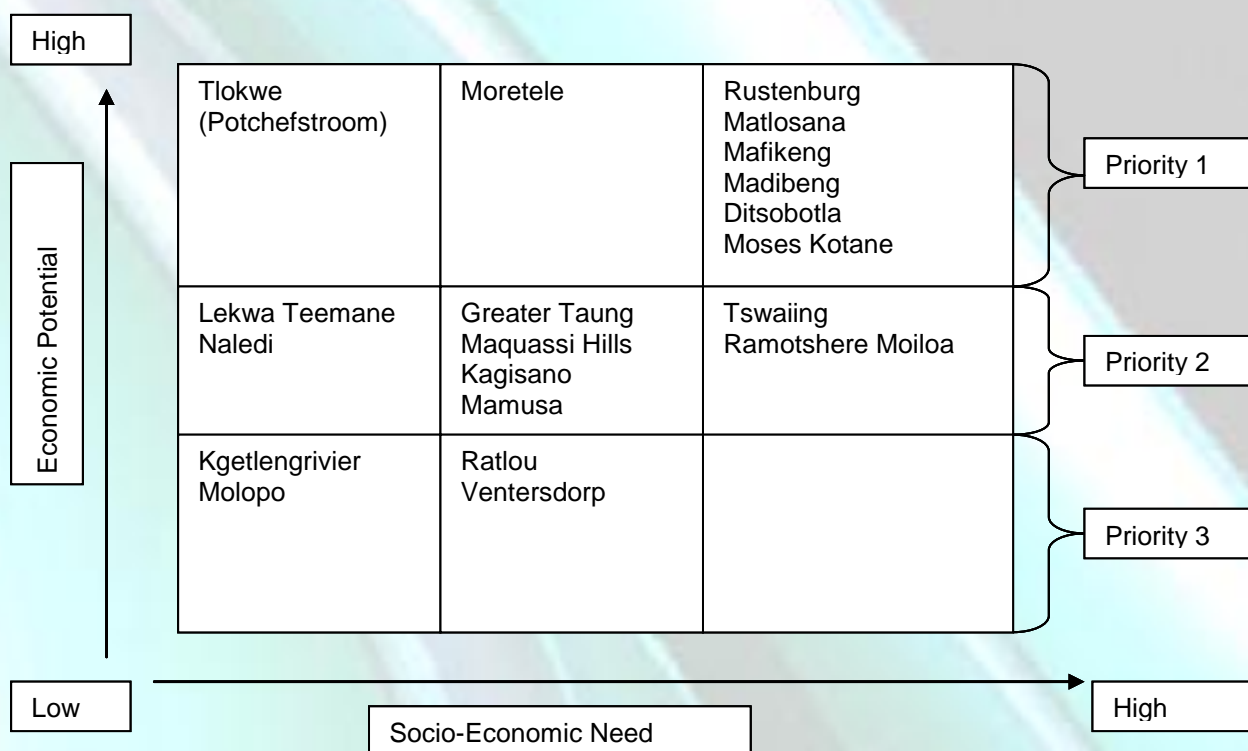 High
Tlokwe
(Potchefstroom)
Moretele
Rustenburg
Matlosana
Mafikeng
Madibeng
Ditsobotla
Moses Kotane
Priority 1
Economic Potential
Lekwa Teemane
Naledi
Greater Taung
Maquassi Hills
Kagisano
Mamusa
Tswaiing
Ramotshere Moiloa
Priority 2
Kgetlengrivier
Molopo
Ratlou
Ventersdorp
Priority 3
Low
Socio-Economic Need
High